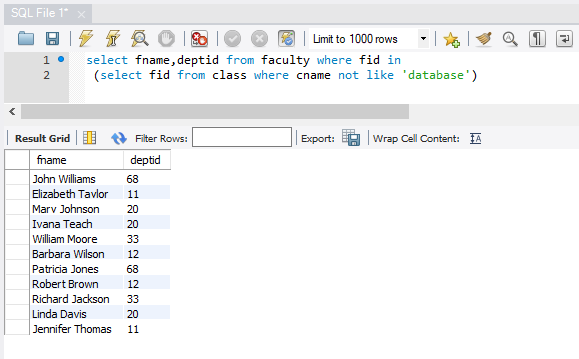 SQL File 1*
Limit to 1000 rows
1 select fname,deptid from faculty where fid in
2 (select fid from class where cname not like 'database')
Result Grid Filter Rows: Export: Wrap Cell Content:
fname deptid
John Williams 68
Elizabeth Taylor 11
Mary Johnson 20
Ivana Teach 20
William Moore 33
Barbara Wilson 12
Patricia Jones 68
Robert Brown 12
Richard Jackson 33
Linda Davis 20
Jennifer Thomas 11